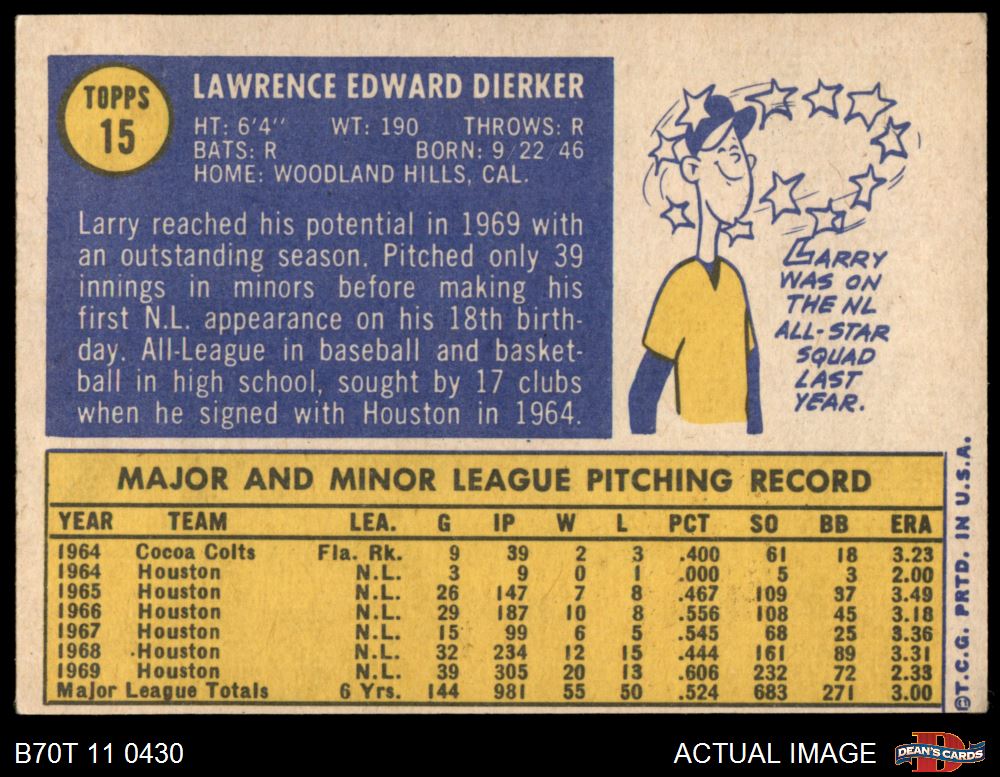 TOPPS
15
LAWRENCE EDWARD DIERKER
HT: 6'4" WT: 190 THROWS: R
BATS: R BORN: 9/22/46
HOME: WOODLAND HILLS, CAL.
Larry reached his potential in 1969 with
an outstanding season. Pitched only 39
innings in minors before making his
first N.L. appearance on his 18th birth-
day. All-League in baseball and basket-
ball in high school, sought by 17 clubs
when he signed with Houston in 1964.
LARRY
WAS ON
THE NL
ALL-STAR
SQUAD
LAST
YEAR.
MAJOR AND MINOR LEAGUE PITCHING RECORD
YEAR TEAM LEA. G IP W L PCT SO BB ERA
1964 Cocoa Colts Fla. Rk. 9 39 2 3 .400 61 18 3.23
1964 Houston N.L. 3 9 0 1 .000 5 3 2.00
1965 Houston N.L. 26 147 7 8 .467 109 37 3.49
1966 Houston N.L. 29 187 10 8 .556 108 45 3.18
1967 Houston N.L. 15 99 6 5 .545 68 25 3.36
1968 Houston N.L. 32 234 12 15 .444 161 89 3.31
1969 Houston N.L. 39 305 20 13 .606 232 72 2.33
Major League Totals 6 Yrs. 144 981 55 50 .524 683 271 3.00
©T.C.G. PRTD. IN U.S.A.
B70T 11 0430
ACTUAL IMAGE
D
DEAN'S CARDS